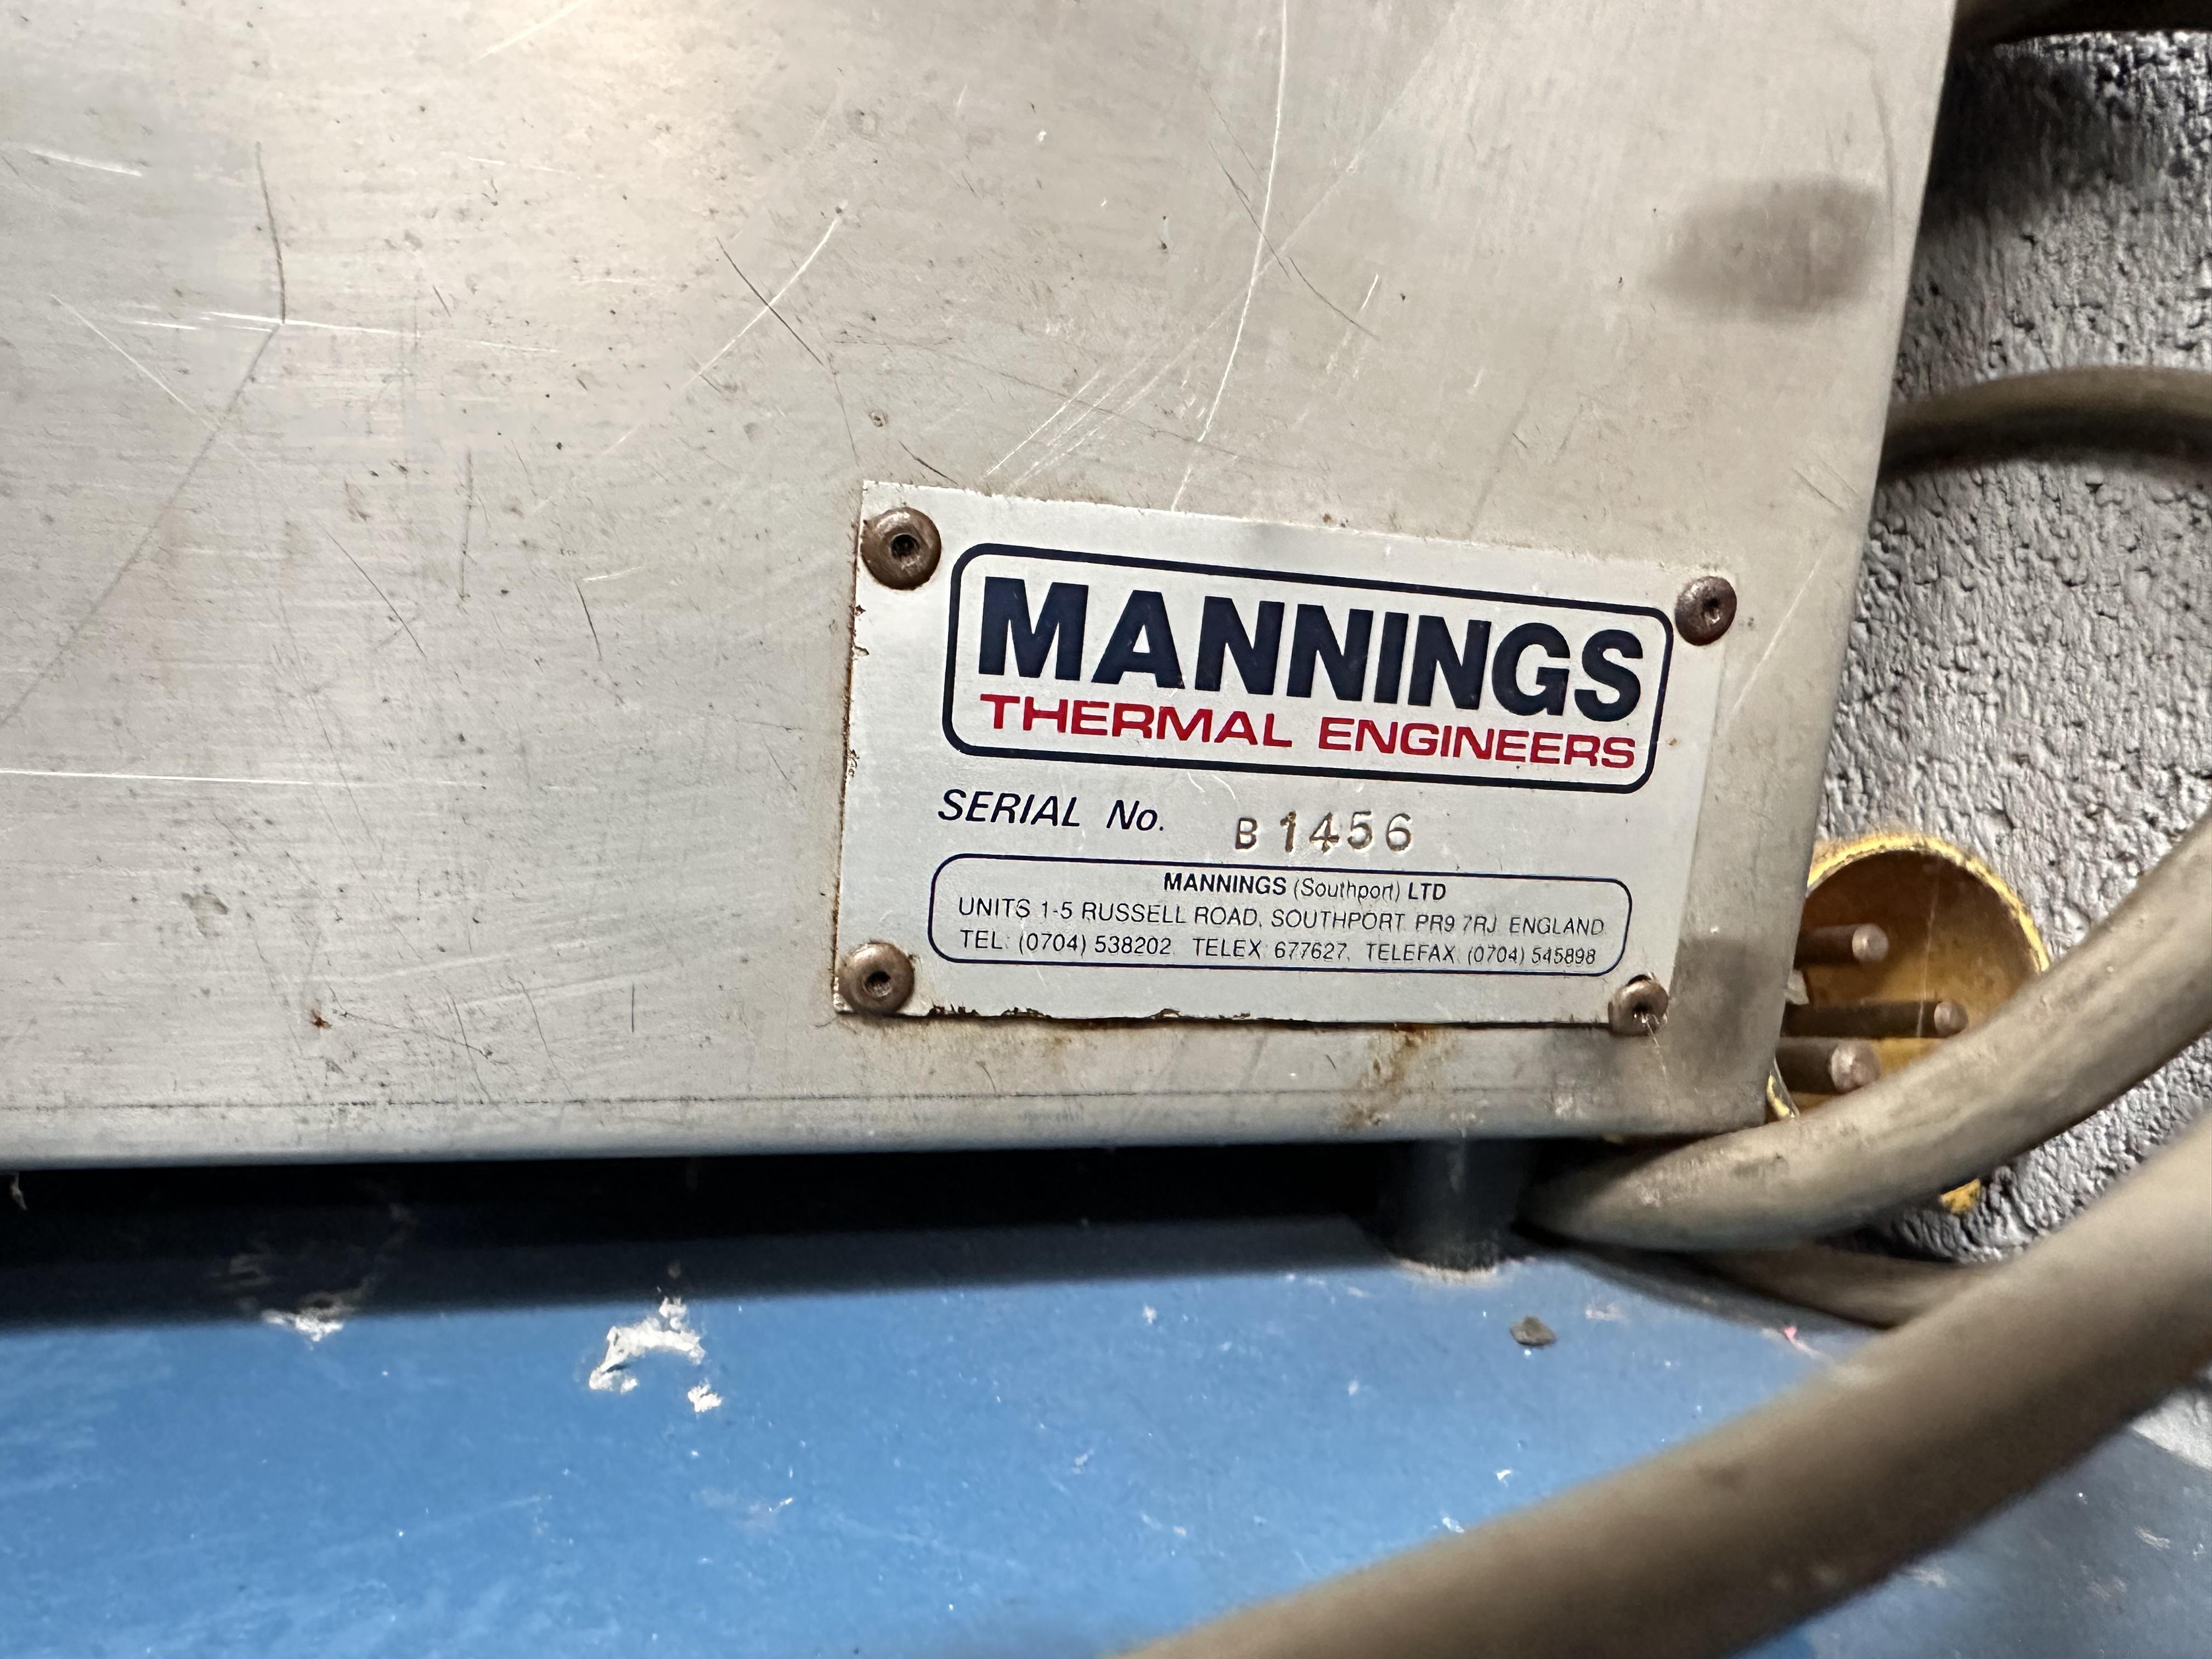 MANNINGS
THERMAL ENGINEERS
SERIAL No. B 1456
MANNINGS (Southport) LTD
UNITS 1-5 RUSSELL ROAD, SOUTHPORT PR9 7RJ ENGLAND
TEL: (0704) 538202 TELEX 677627, TELEFAX (0704) 545898